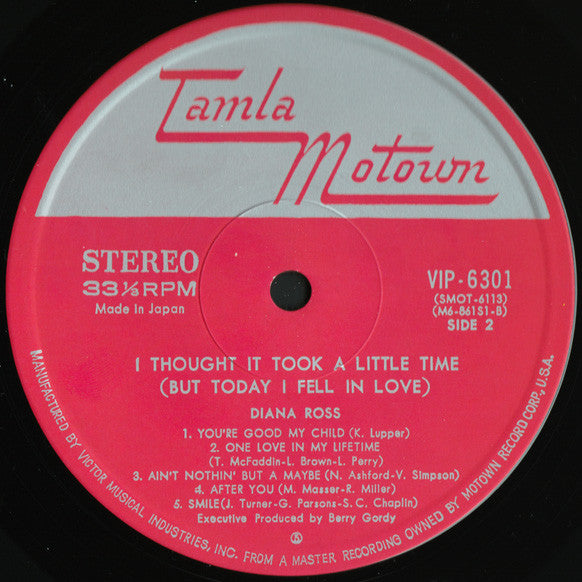 Tamla
Motown
STEREO
33⅓RPM
Made In Japan
VIP-6301
(SMOT-6113)
(M6-861S1-B)
SIDE 2
I THOUGHT IT TOOK A LITTLE TIME
(BUT TODAY I FELL IN LOVE)
DIANA ROSS
1. YOU'RE GOOD MY CHILD (K. Lupper)
2. ONE LOVE IN MY LIFETIME
(T. McFaddin-L. Brown-L. Perry)
3. AIN'T NOTHIN' BUT A MAYBE (N. Ashford-V. Simpson)
4. AFTER YOU (M. Masser-R. Miller)
5. SMILE(J. Turner-G. Parsons-S.C. Chaplin)
Executive Produced by Berry Gordy
MANUFACTURED BY VICTOR MUSICAL INDUSTRIES, INC. FROM A MASTER RECORDING OWNED BY MOTOWN RECORD CORP., U.S.A.